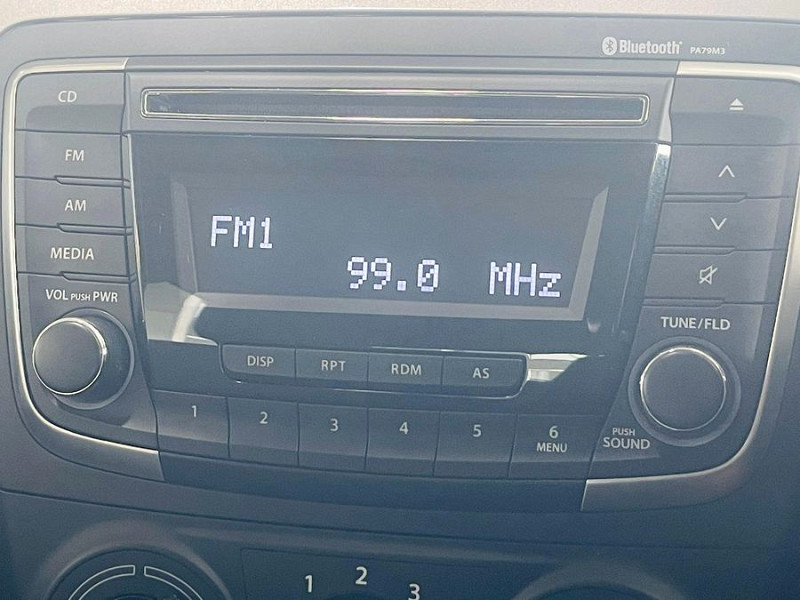 Bluetooth PA79M3
CD
FM
AM
MEDIA
VOL PUSH PWR
FM1
99.0 MHz
TUNE/FLD
PUSH
SOUND
DISP RPT RDM AS
1 2 3 4 5 6
MENU
1 2 3